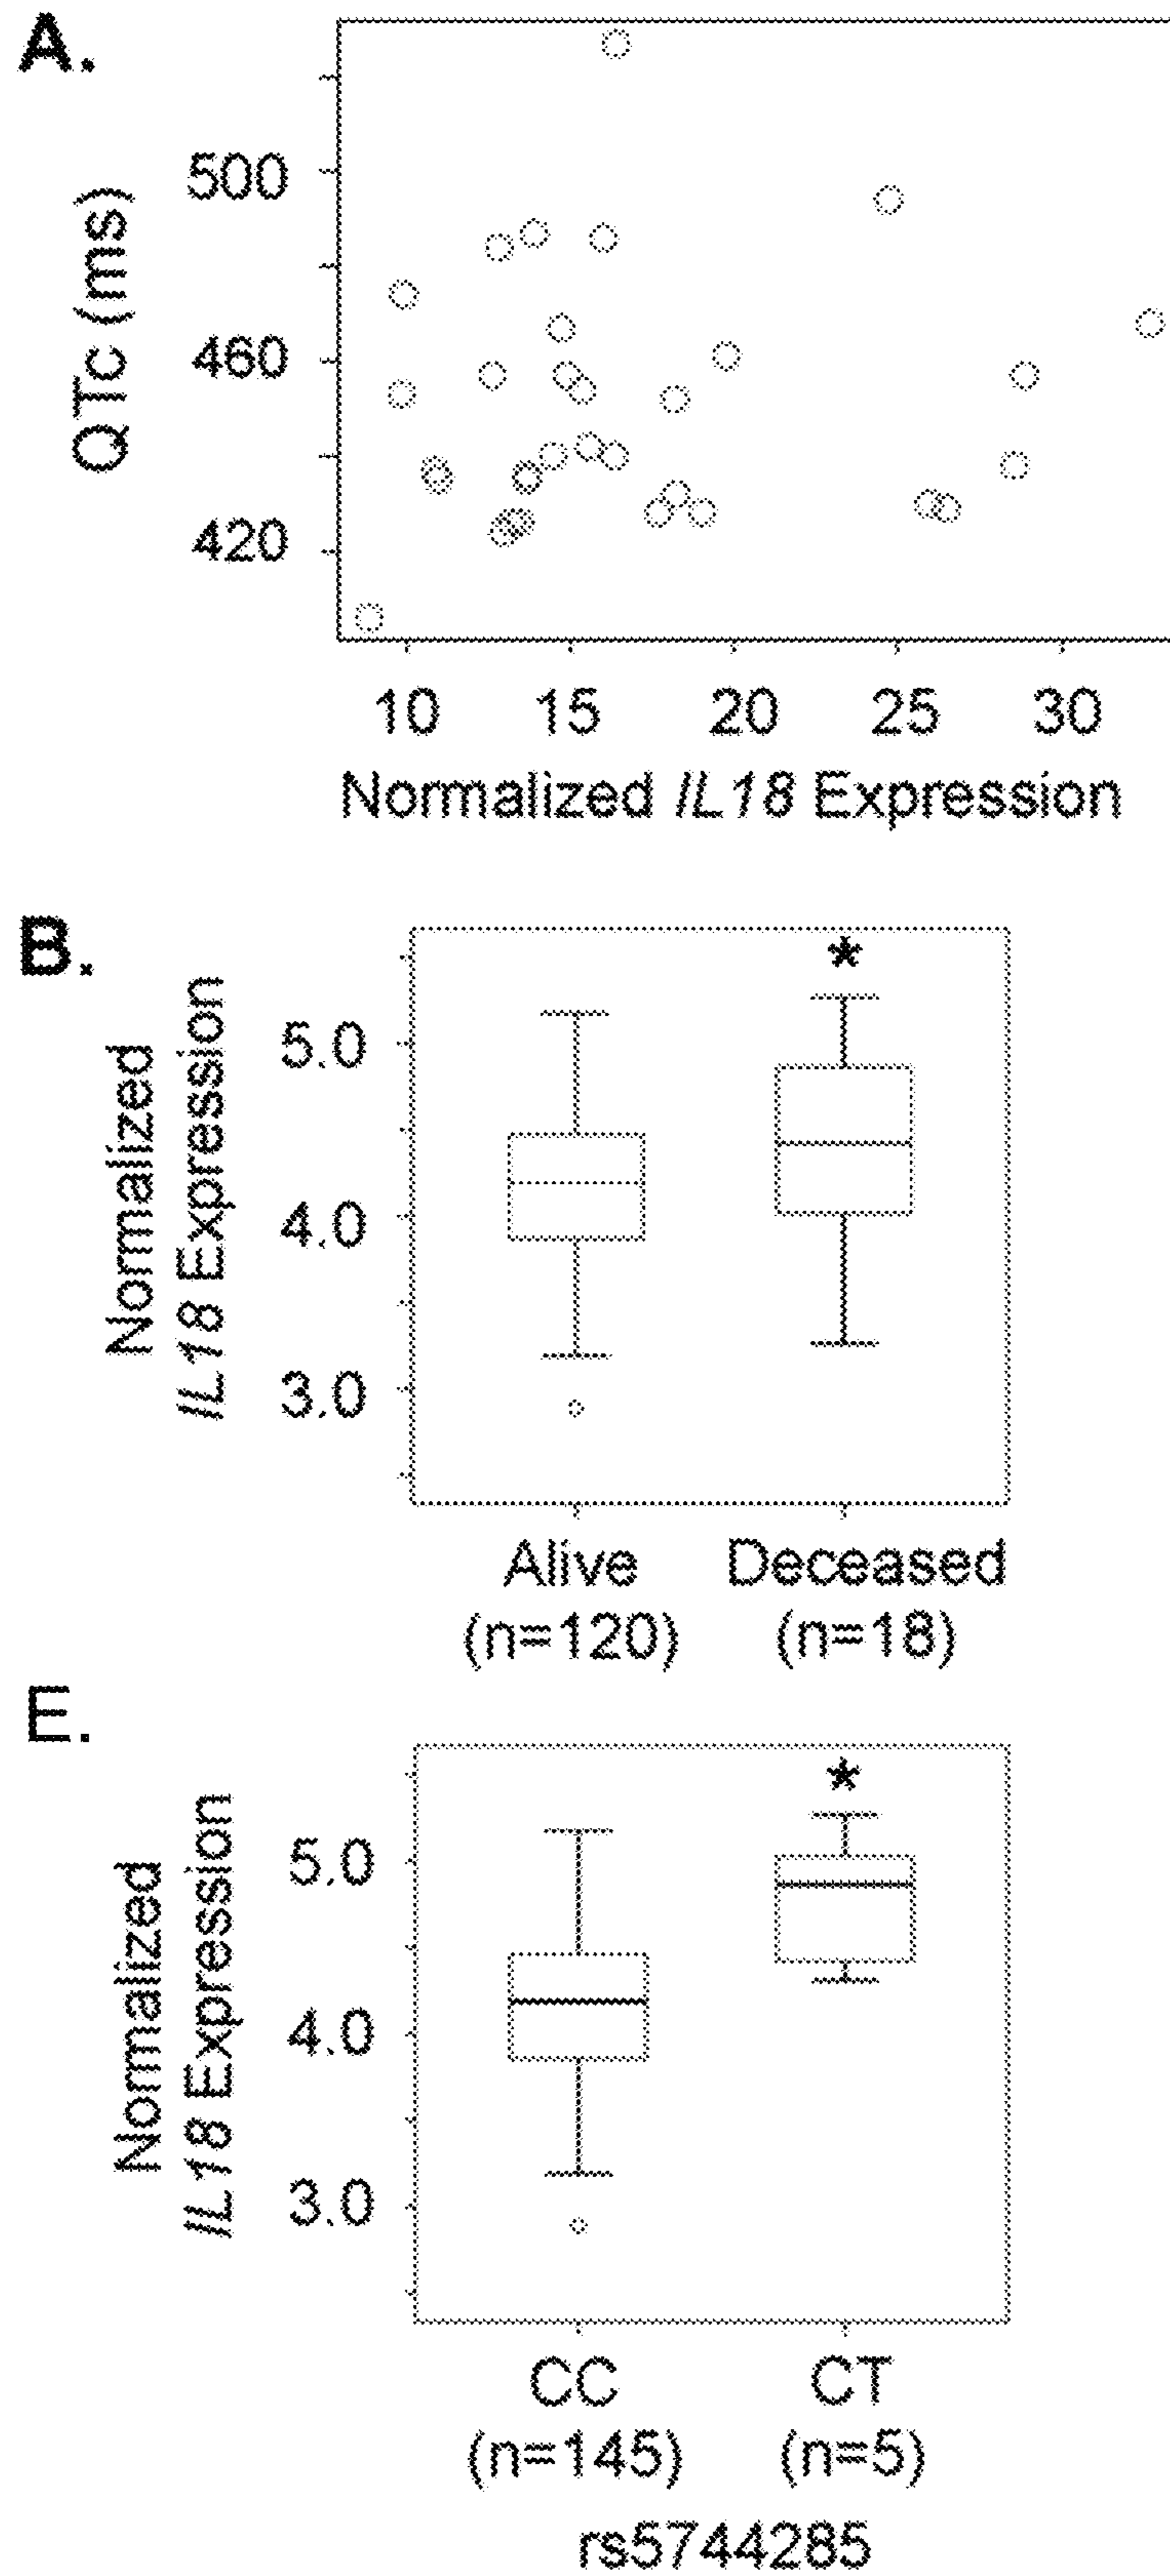 A.
QTc (ms)
500
460
420
10 15 20 25 30
Normalized IL18 Expression
B.
*
Normalized
IL18 Expression
5.0
4.0
3.0
Alive Deceased
(n=120) (n=18)
E.
*
Normalized
IL18 Expression
5.0
4.0
3.0
CC CT
(n=145) (n=5)
rs5744285